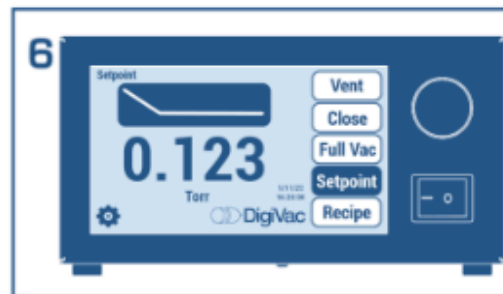 6
Setpoint
Vent
Close
0.123
Full Vac
Setpoint
Torr
DigiVac
Recipe